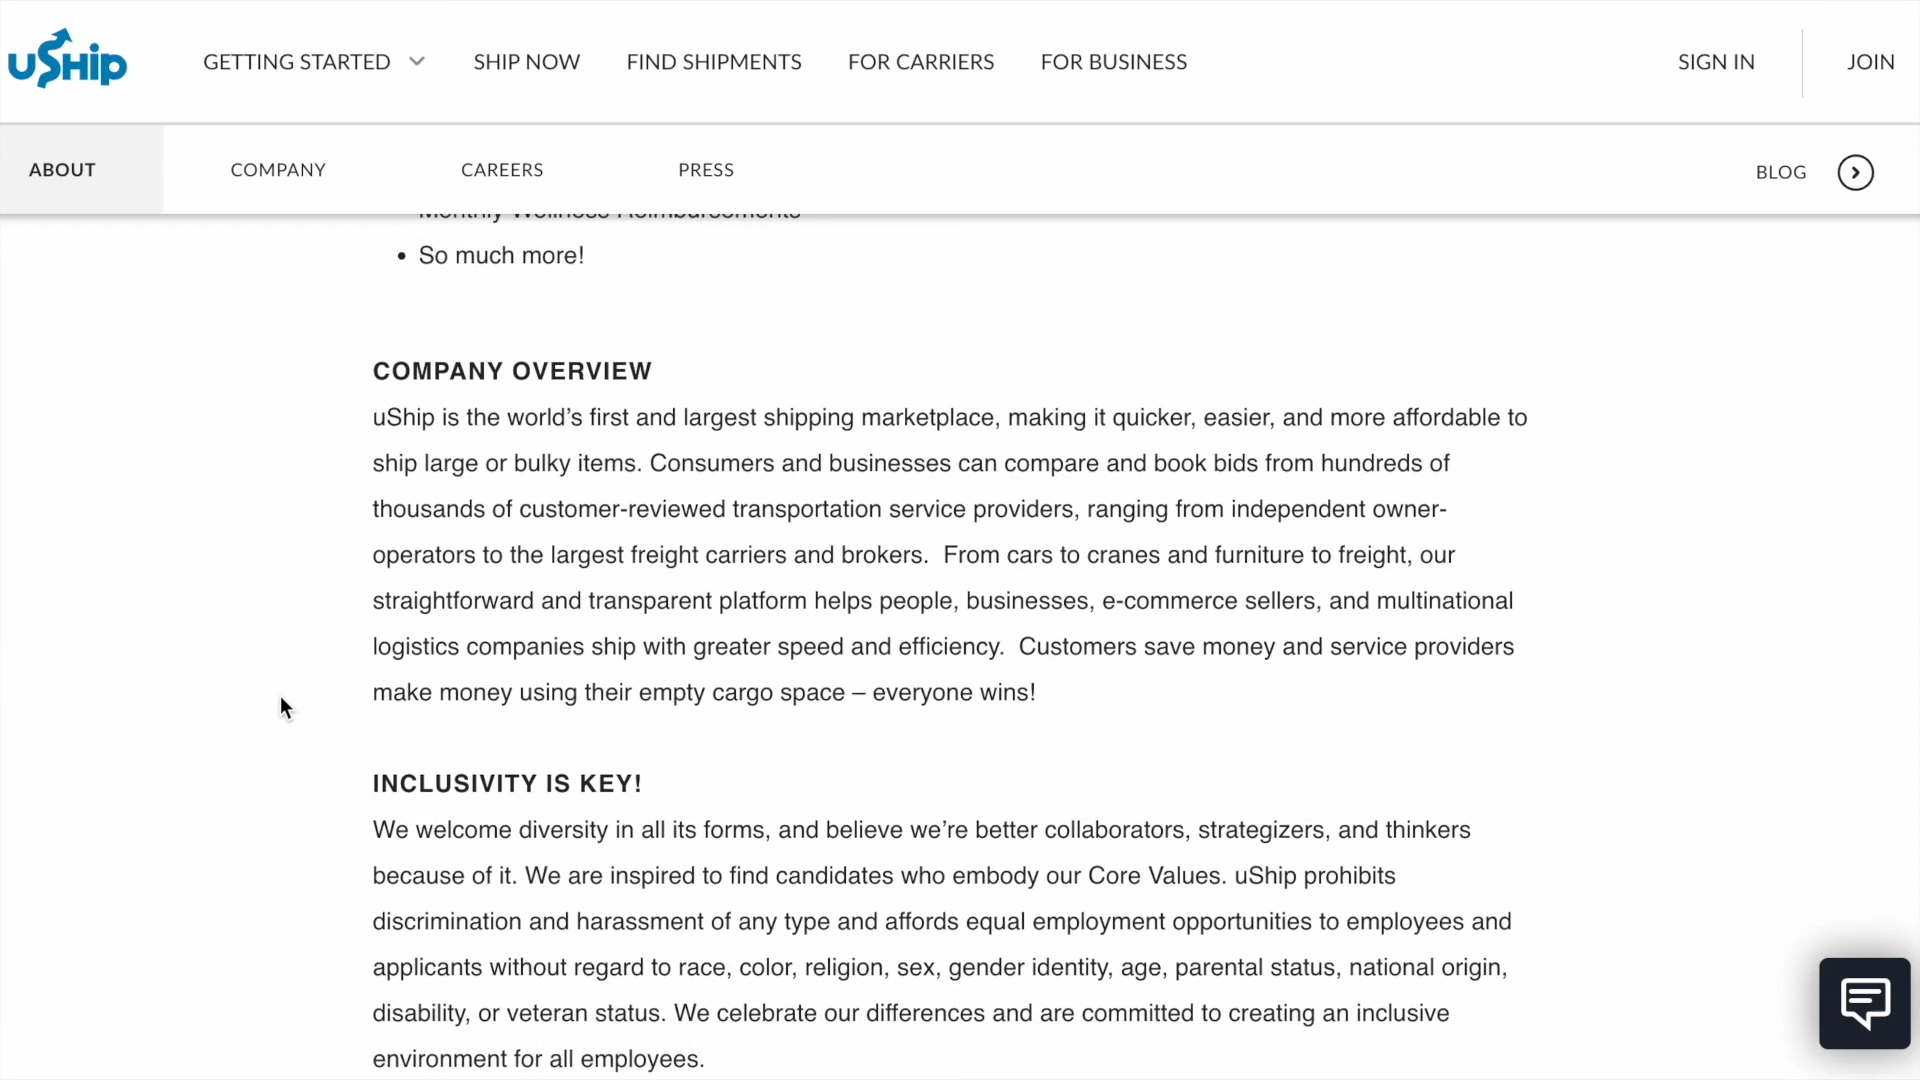 uShip
GETTING STARTED
SHIP NOW
FIND SHIPMENTS
FOR CARRIERS
FOR BUSINESS
SIGN IN
JOIN
ABOUT
COMPANY
CAREERS
PRESS
BLOG
Monthly Wellness Reimbursements
• So much more!
COMPANY OVERVIEW
uShip is the world’s first and largest shipping marketplace, making it quicker, easier, and more affordable to
ship large or bulky items. Consumers and businesses can compare and book bids from hundreds of
thousands of customer-reviewed transportation service providers, ranging from independent owner-
operators to the largest freight carriers and brokers.  From cars to cranes and furniture to freight, our
straightforward and transparent platform helps people, businesses, e-commerce sellers, and multinational
logistics companies ship with greater speed and efficiency.  Customers save money and service providers
make money using their empty cargo space – everyone wins!
INCLUSIVITY IS KEY!
We welcome diversity in all its forms, and believe we’re better collaborators, strategizers, and thinkers
because of it. We are inspired to find candidates who embody our Core Values. uShip prohibits
discrimination and harassment of any type and affords equal employment opportunities to employees and
applicants without regard to race, color, religion, sex, gender identity, age, parental status, national origin,
disability, or veteran status. We celebrate our differences and are committed to creating an inclusive
environment for all employees.